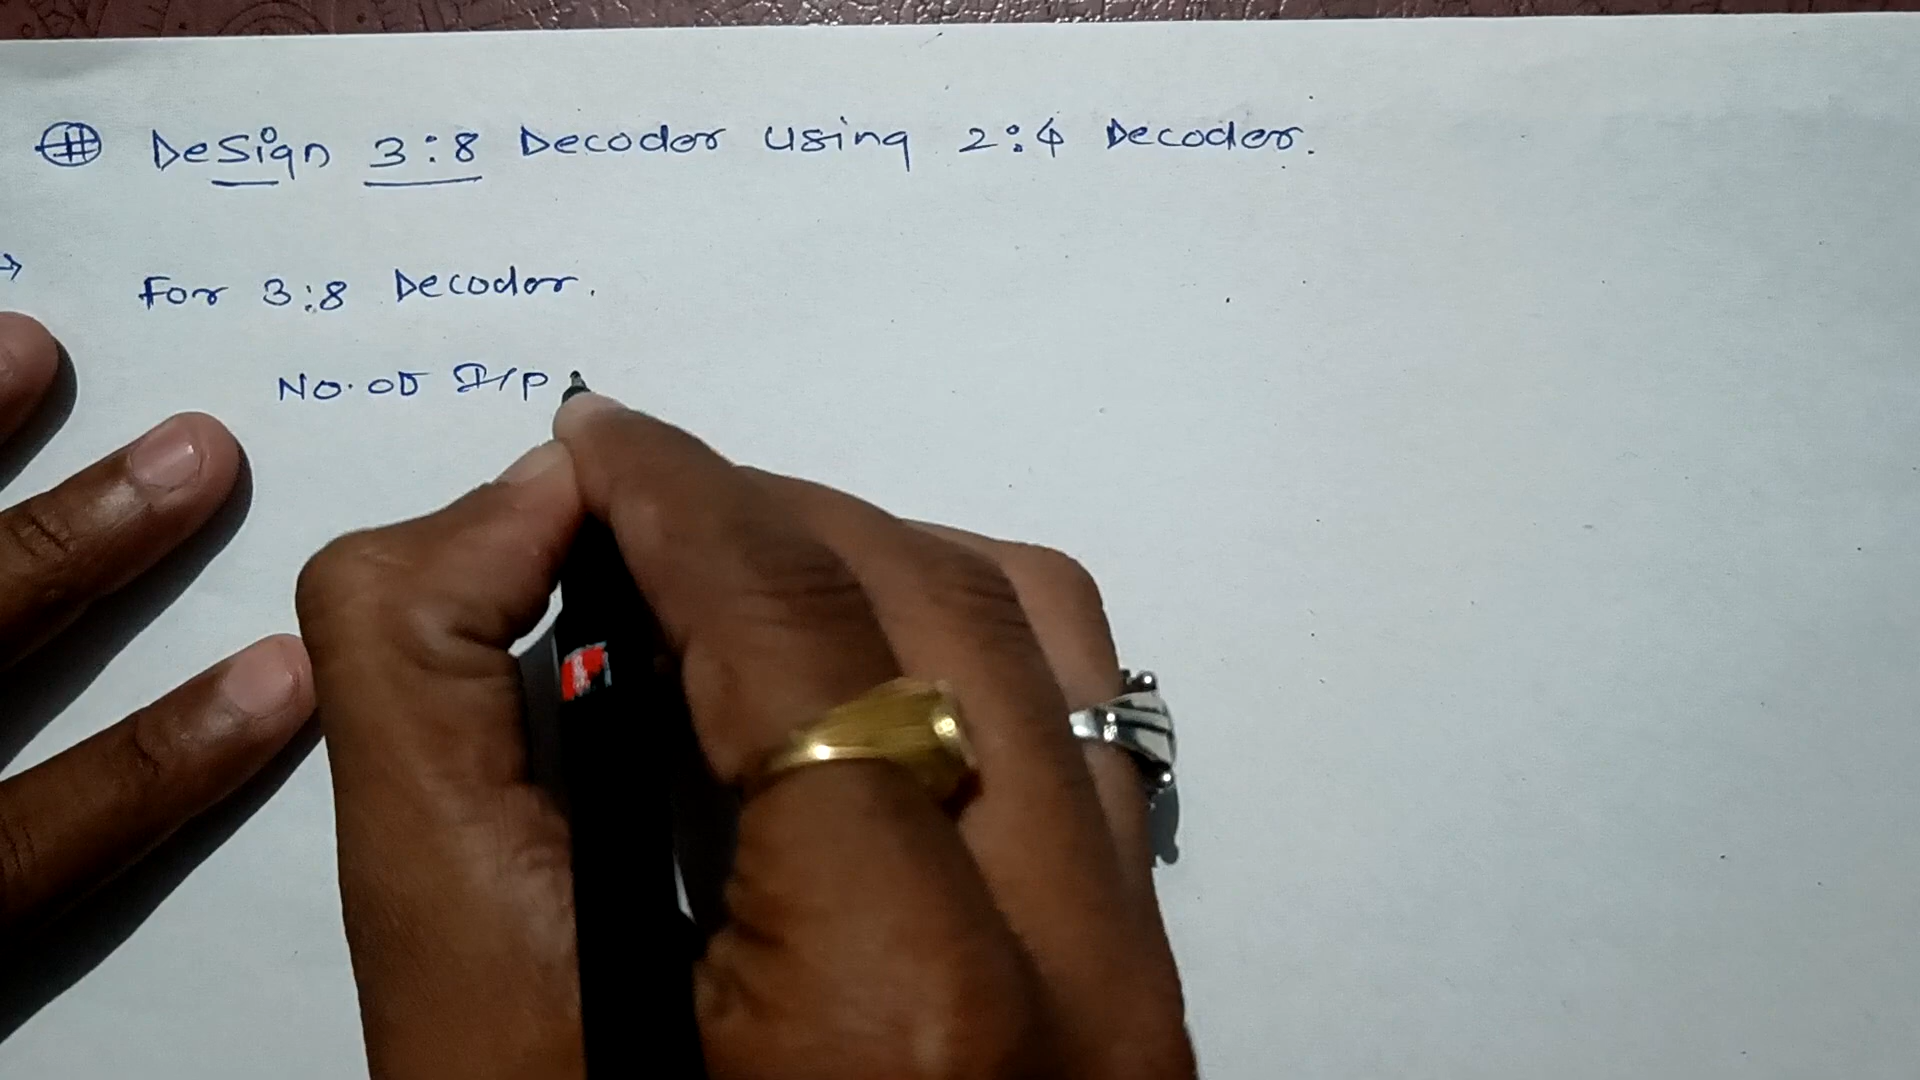 # Design 3:8 Decoder using 2:4 Decoder.
→ For 3:8 Decoder.
No. of I/p